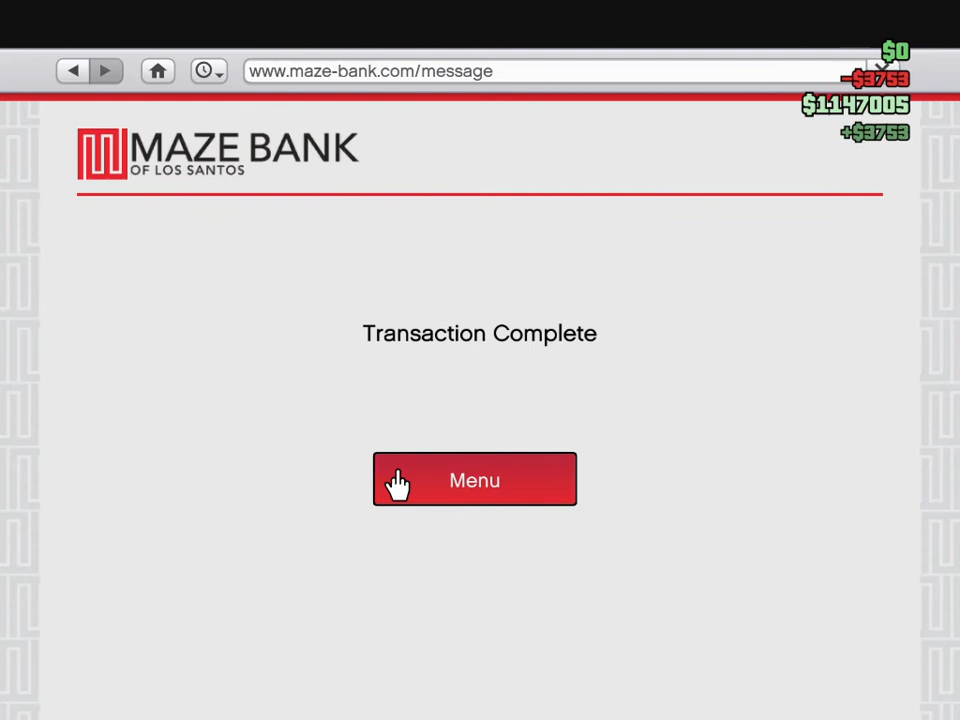 www.maze-bank.com/message
$0
-$3753
$1147005
+$3753
MAZE BANK
OF LOS SANTOS
Transaction Complete
Menu